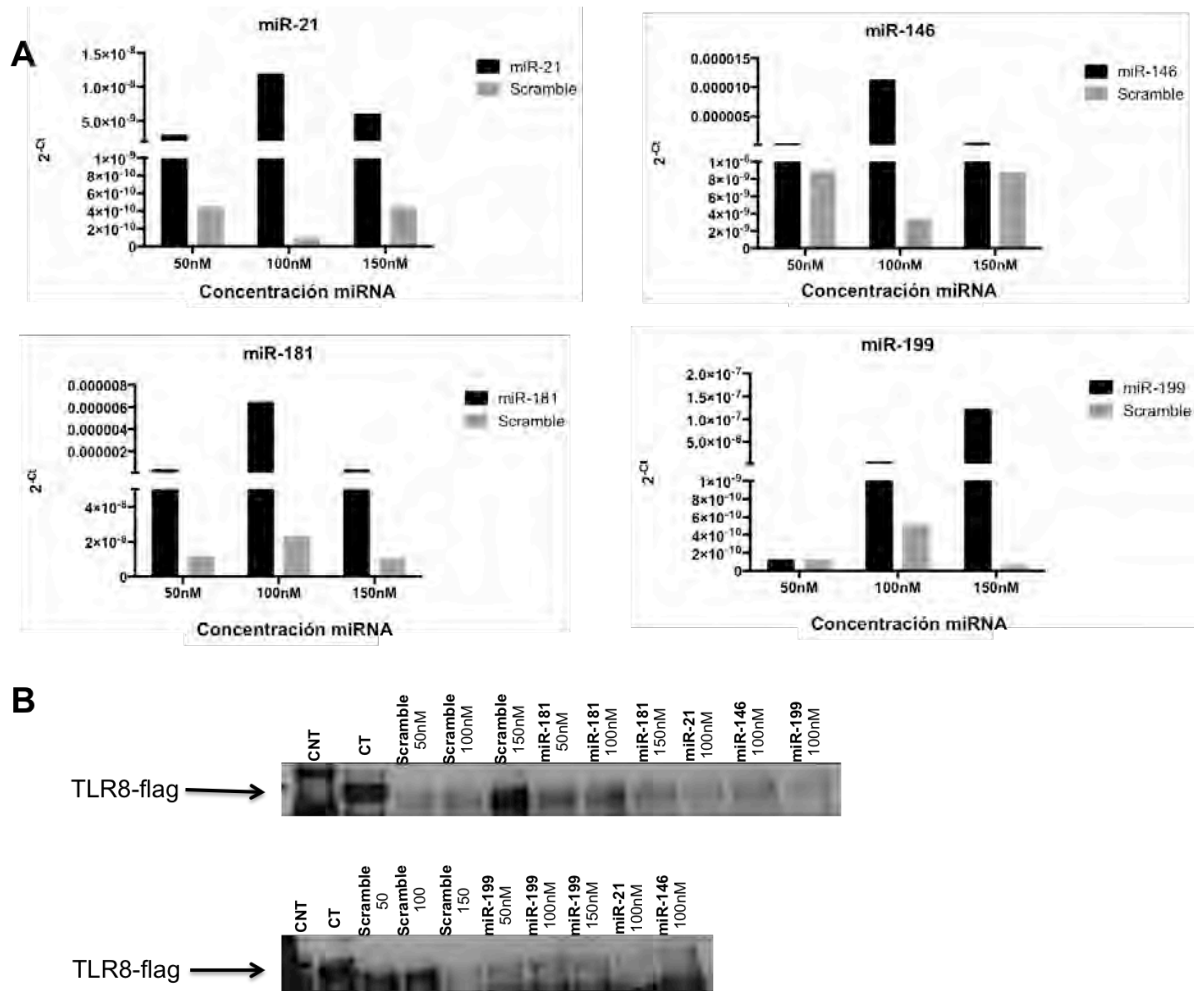 A
miR-21
1.5×10⁻⁸
1.0×10⁻⁸
5.0×10⁻⁹
1×10⁻⁹
8×10⁻¹⁰
6×10⁻¹⁰
4×10⁻¹⁰
2×10⁻¹⁰
0
2^-Ct
50nM 100nM 150nM
Concentración miRNA
miR-21
Scramble
miR-146
0.000015
0.000010
0.000005
8×10⁻⁹
6×10⁻⁹
4×10⁻⁹
2×10⁻⁹
0
2^-Ct
50nM 100nM 150nM
Concentración miRNA
miR-146
Scramble
miR-181
0.000008
0.000006
0.000004
0.000002
4×10⁻⁸
2×10⁻⁸
0
2^-Ct
50nM 100nM 150nM
Concentración miRNA
miR-181
Scramble
miR-199
2.0×10⁻⁷
1.5×10⁻⁷
1.0×10⁻⁷
1×10⁻⁹
8×10⁻¹⁰
6×10⁻¹⁰
4×10⁻¹⁰
2×10⁻¹⁰
0
2^-Ct
50nM 100nM 150nM
Concentración miRNA
miR-199
Scramble
B
CNT
CT
Scramble
50nM
Scramble
100nM
Scramble
150nM
miR-181
50nM
miR-181
100nM
miR-181
150nM
miR-21
100nM
miR-146
100nM
miR-199
100nM
TLR8-flag
CNT
CT
Scramble
50
Scramble
100
Scramble
150
miR-199
50nM
miR-199
100nM
miR-199
150nM
miR-21
100nM
miR-146
100nM
TLR8-flag